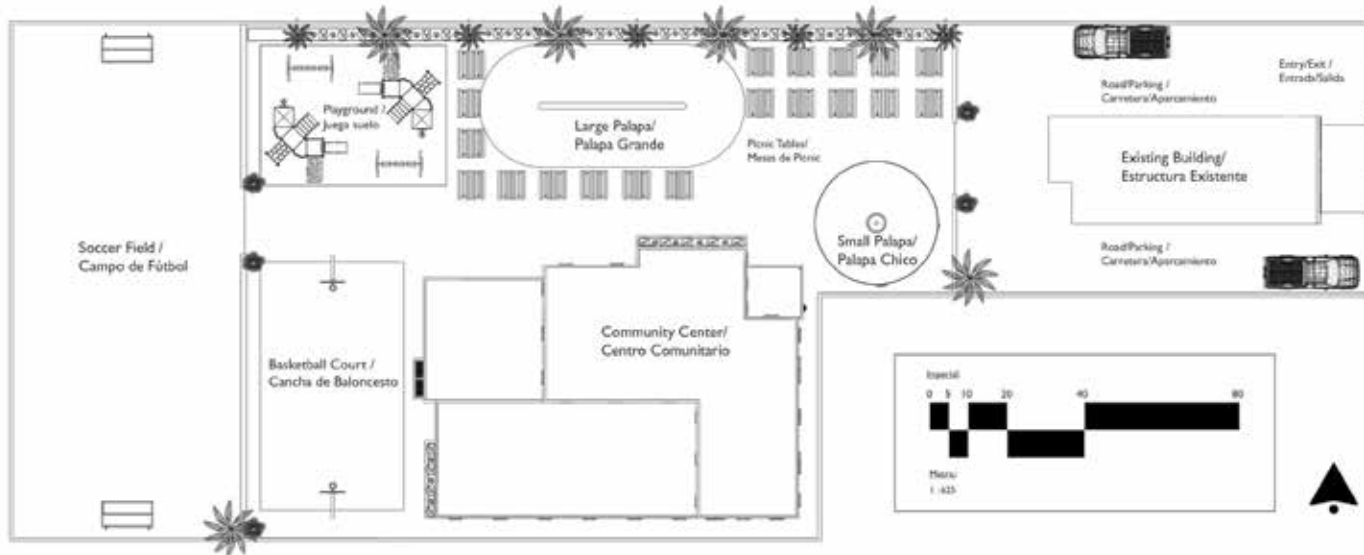 Entry/Exit /
Entrada/Salida
Road/Parking /
Carretera/Aparcamiento
Playground /
Juega suelo
Large Palapa/
Palapa Grande
Picnic Tables/
Mesas de Picnic
Existing Building/
Estructura Existente
Soccer Field /
Campo de Fútbol
Small Palapa/
Palapa Chico
Road/Parking /
Carretera/Aparcamiento
Community Center/
Centro Comunitario
Basketball Court /
Cancha de Baloncesto
0 5 10 20 40 80